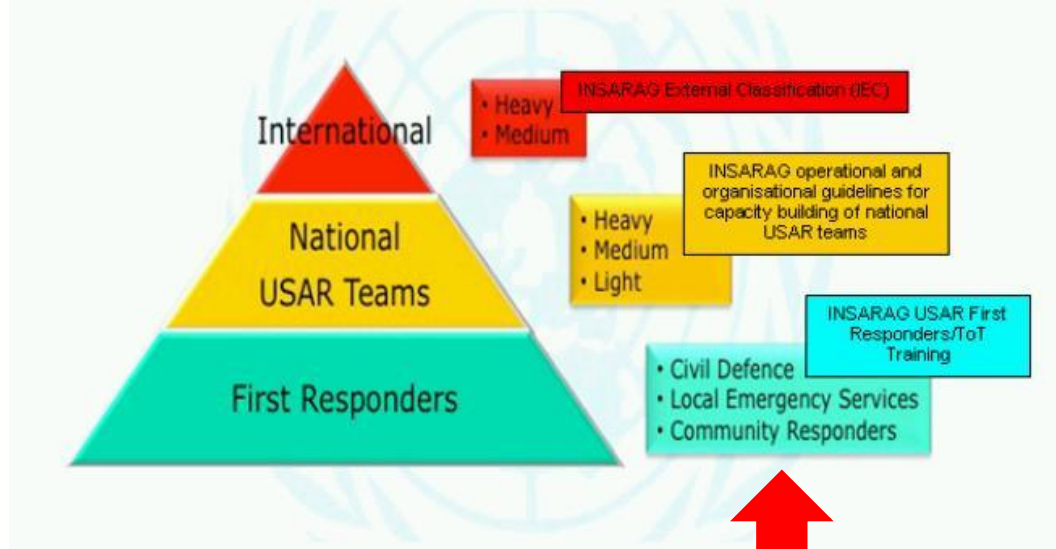 International
• Heavy
• Medium
INSARAG External Classification (IEC)
National
USAR Teams
• Heavy
• Medium
• Light
INSARAG operational and
organisational guidelines for
capacity building of national
USAR teams
First Responders
• Civil Defence
• Local Emergency Services
• Community Responders
INSARAG USAR First
Responders/ToT
Training